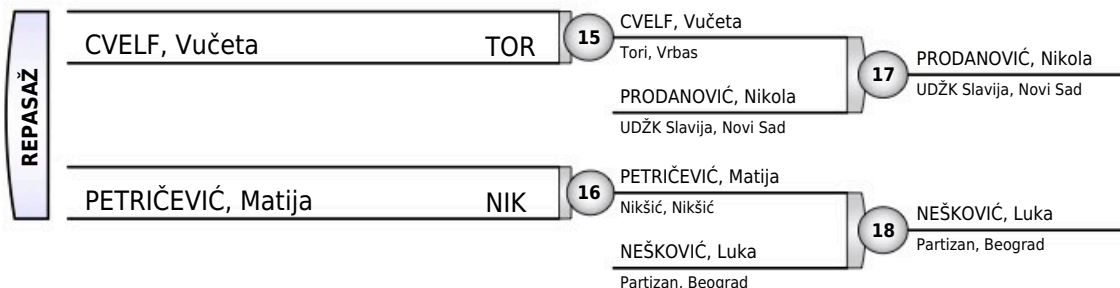 REPASAŽ
CVELF, Vučeta TOR
15
CVELF, Vučeta
Tori, Vrbas
PRODANOVIĆ, Nikola
UDŽK Slavija, Novi Sad
17
PRODANOVIĆ, Nikola
UDŽK Slavija, Novi Sad
PETRIČEVIĆ, Matija NIK
16
PETRIČEVIĆ, Matija
Nikšić, Nikšić
NEŠKOVIĆ, Luka
Partizan, Beograd
18
NEŠKOVIĆ, Luka
Partizan, Beograd